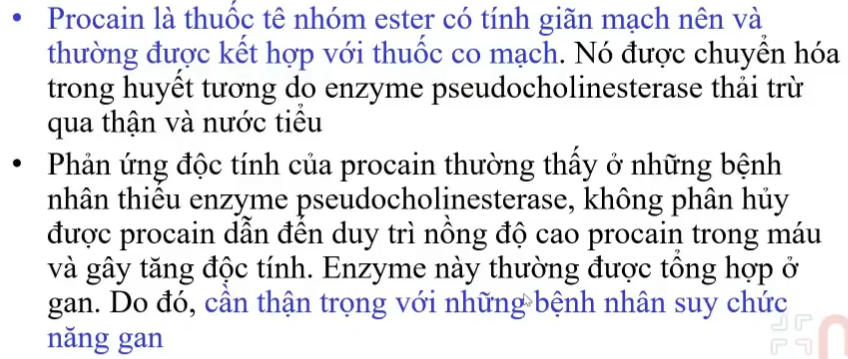 • Procain là thuốc tê nhóm ester có tính giãn mạch nên và
thường được kết hợp với thuốc co mạch. Nó được chuyển hóa
trong huyết tương do enzyme pseudocholinesterase thải trừ
qua thận và nước tiểu
• Phản ứng độc tính của procain thường thấy ở những bệnh
nhân thiếu enzyme pseudocholinesterase, không phân hủy
được procain dẫn đến duy trì nồng độ cao procain trong máu
và gây tăng độc tính. Enzyme này thường được tổng hợp ở
gan. Do đó, cần thận trọng với những bệnh nhân suy chức
năng gan